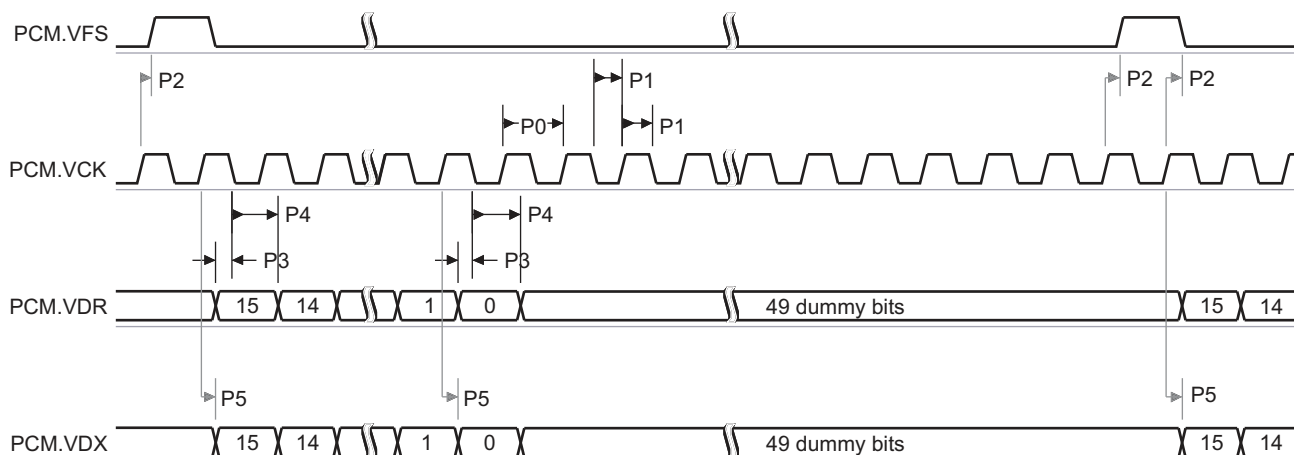 PCM.VFS
P2
P1
P2
P2
P0
P1
PCM.VCK
P4
P4
P3
P3
PCM.VDR
15
14
1
0
49 dummy bits
15
14
P5
P5
P5
PCM.VDX
15
14
1
0
49 dummy bits
15
14